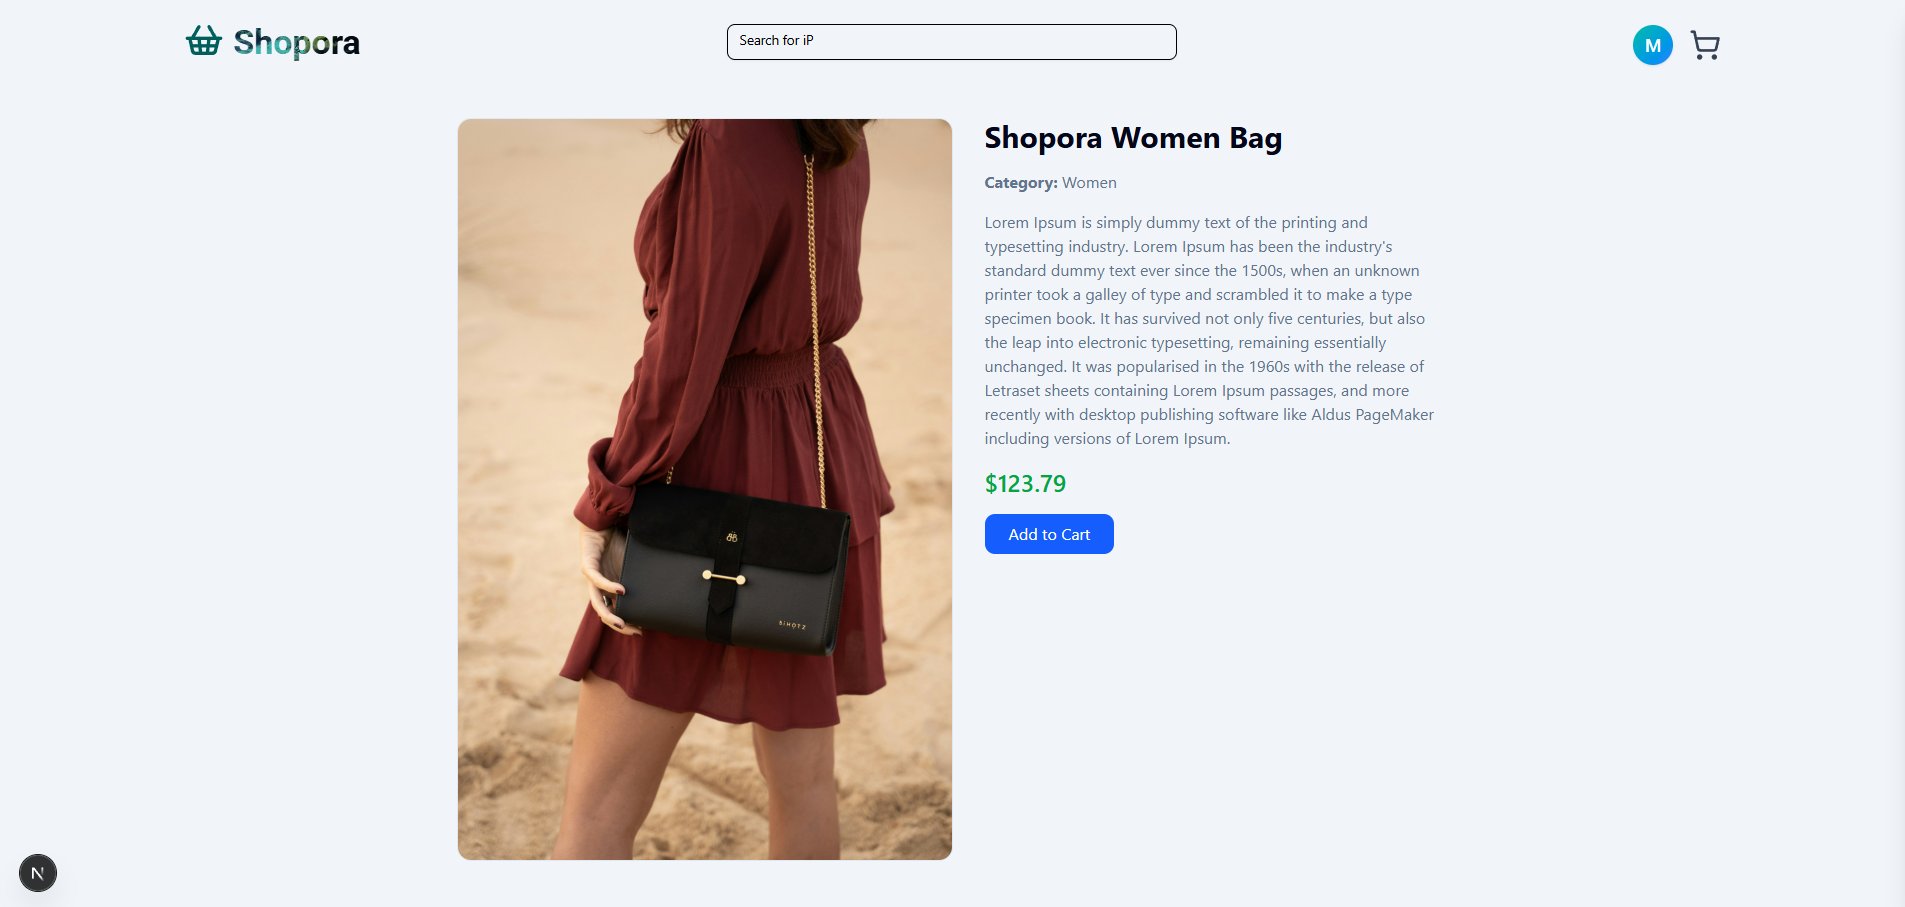 Shopora
Search for iP
M
Shopora Women Bag
Category: Women
Lorem Ipsum is simply dummy text of the printing and
typesetting industry. Lorem Ipsum has been the industry's
standard dummy text ever since the 1500s, when an unknown
printer took a galley of type and scrambled it to make a type
specimen book. It has survived not only five centuries, but also
the leap into electronic typesetting, remaining essentially
unchanged. It was popularised in the 1960s with the release of
Letraset sheets containing Lorem Ipsum passages, and more
recently with desktop publishing software like Aldus PageMaker
including versions of Lorem Ipsum.
$123.79
Add to Cart
N